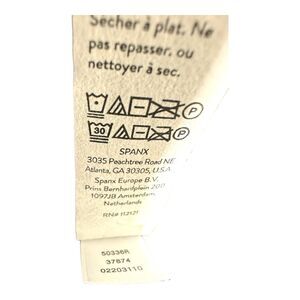 Sécher à plat. Ne
pas repasser, ou
nettoyer à sec.
P
30 P
SPANX
3035 Peachtree Road NE
Atlanta, GA 30305, U.S.A.
Spanx Europe B.V.
Prins Bernhardplein 200
1097JB Amsterdam,
Netherlands
RN# 112121
50336R
37874
02203110